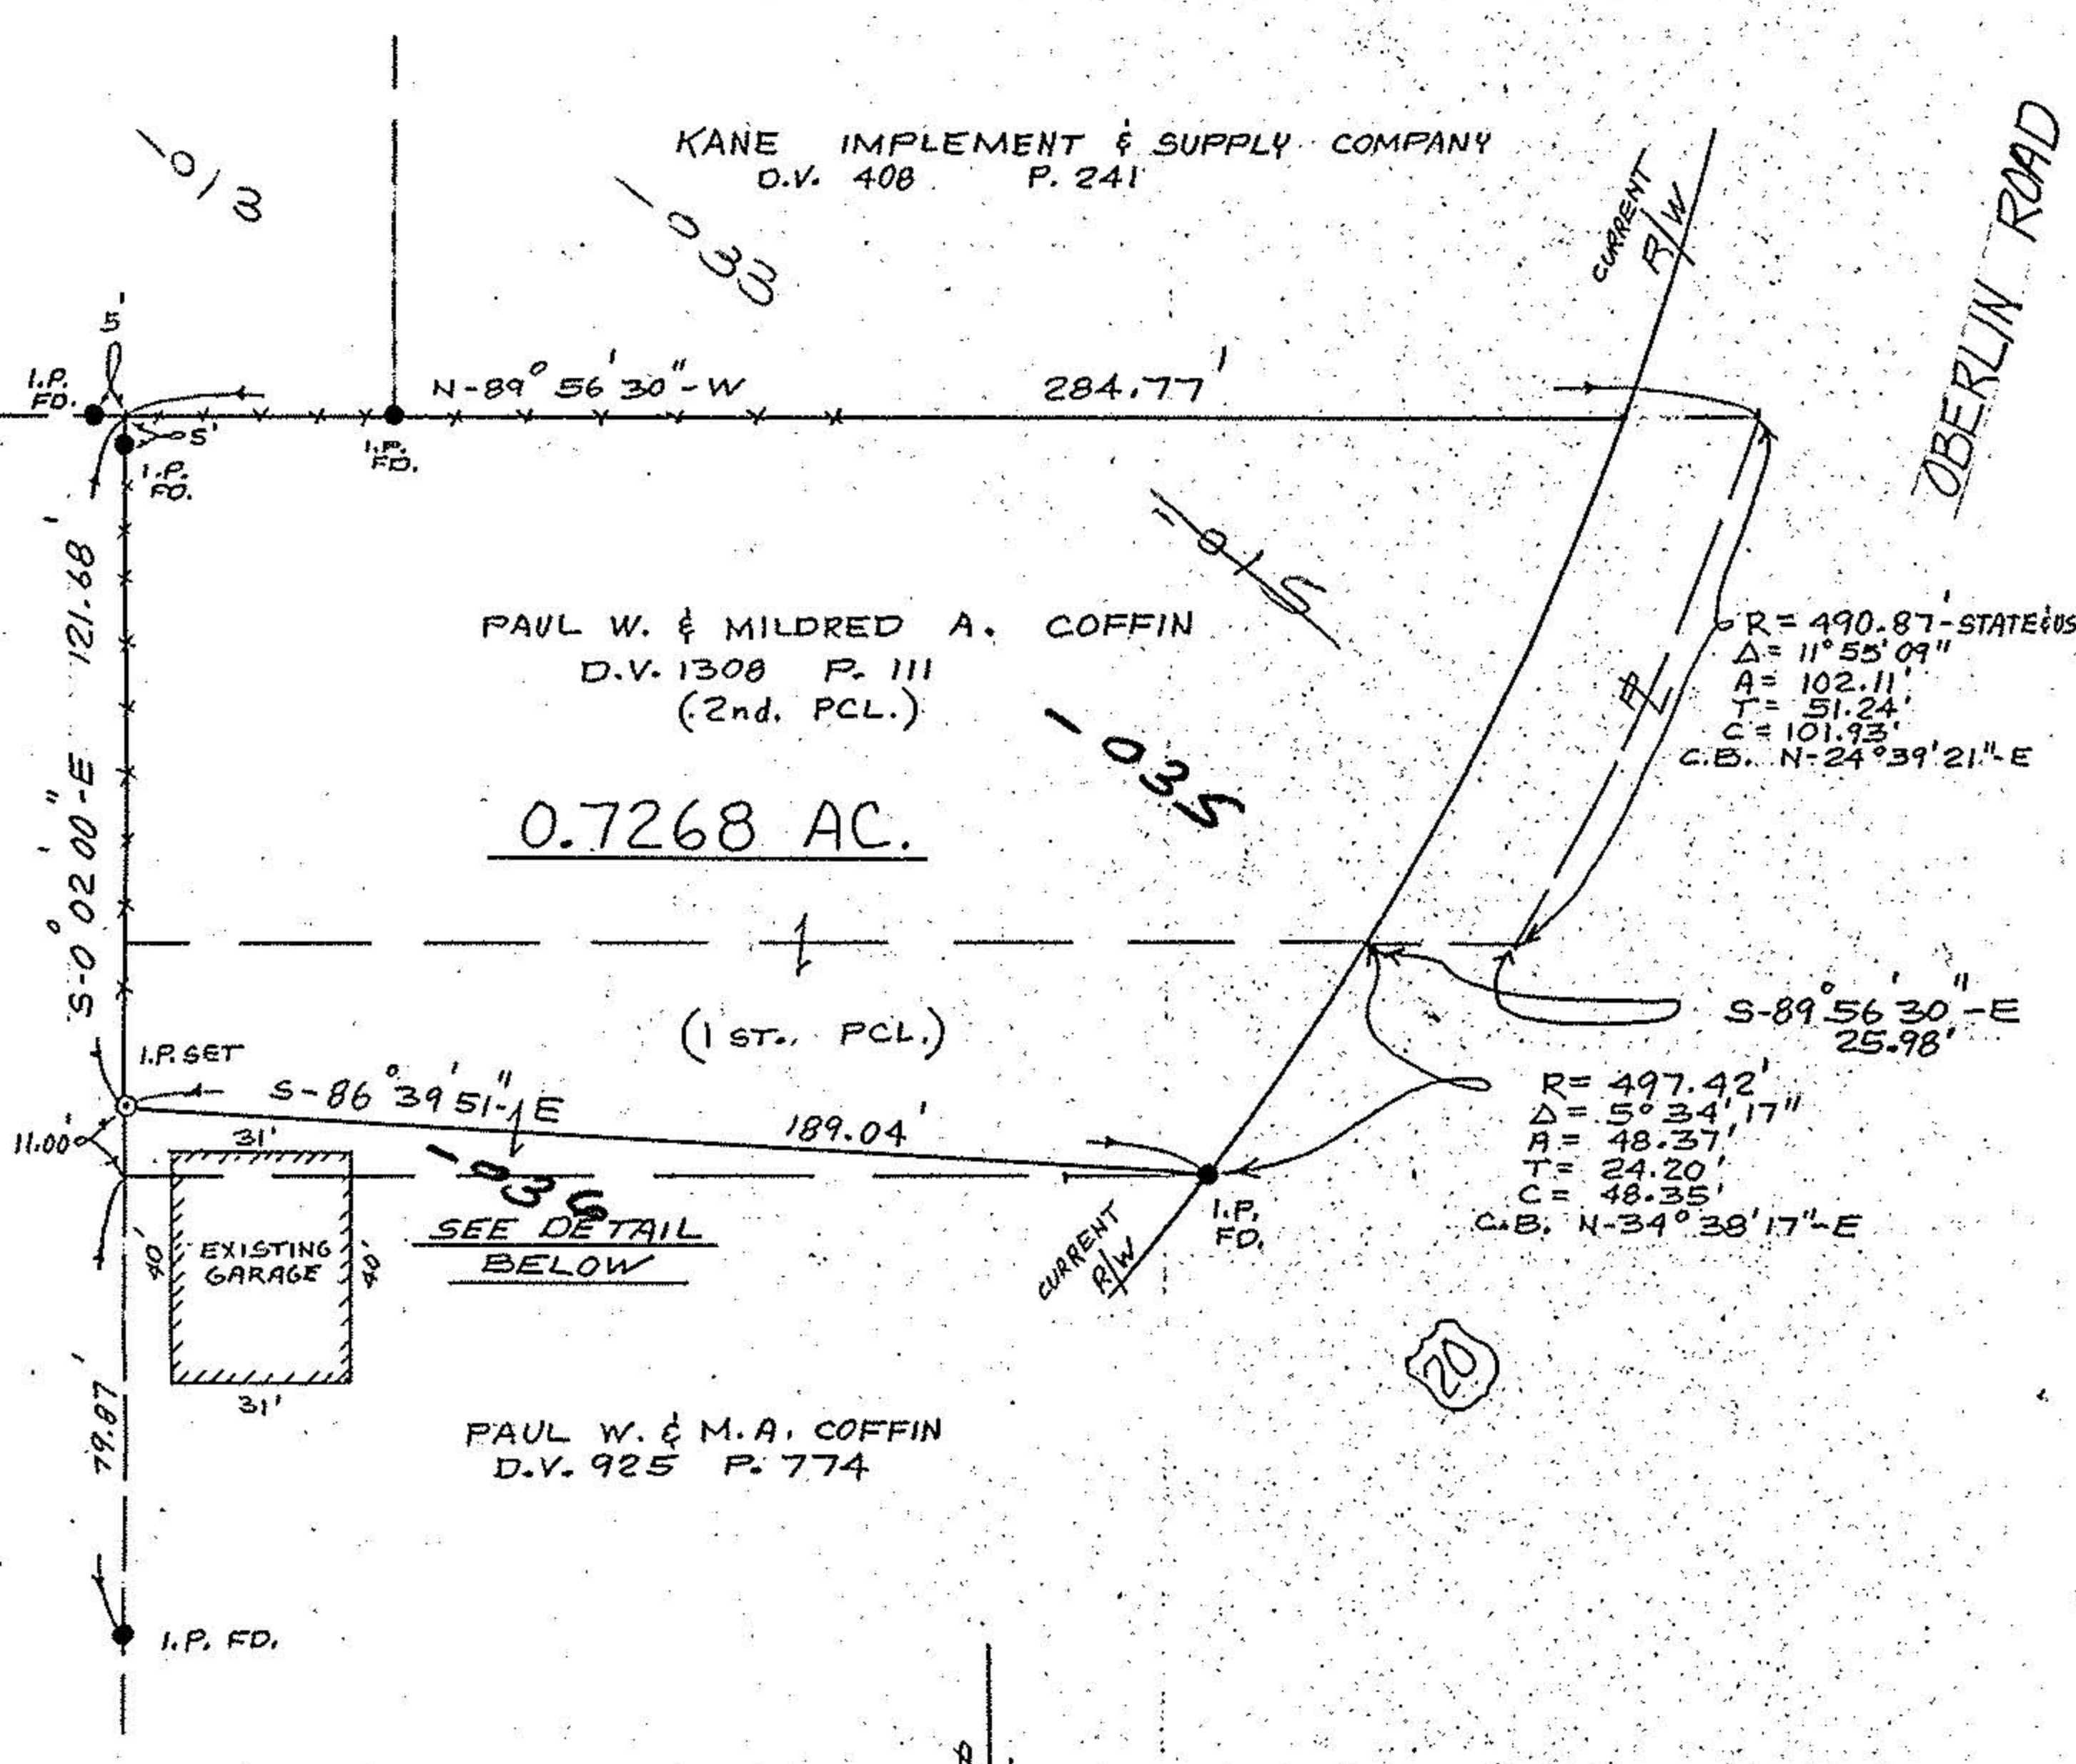 KANE IMPLEMENT & SUPPLY COMPANY
D.V. 408 P. 241
-013
-033
CURRENT
R/W
OBERLIN ROAD
5'
I.P.
FD.
N-89° 56' 30"-W
284.77'
5'
I.P.
FD.
I.P.
FD.
-015
S-0° 02' 00"-E 121.68'
PAUL W. & MILDRED A. COFFIN
D.V. 1308 P. 111
(2nd. PCL.)
R= 490.87'-STATE&US
Δ= 11° 55' 09"
A= 102.11'
T= 51.24'
C= 101.93'
C.B. N-24° 39' 21"-E
-035
0.7268 AC.
(1 ST. PCL.)
S-89° 56' 30"-E
25.98'
I.P. SET
S-86° 39' 51"-E
189.04'
R= 497.42'
Δ= 5° 34' 17"
A= 48.37'
T= 24.20'
C= 48.35'
C.B. N-34° 38' 17"-E
11.00'
31'
-036
SEE DETAIL
BELOW
I.P.
FD.
CURRENT
R/W
40'
EXISTING
GARAGE
40'
31'
20
79.87'
PAUL W. & M.A. COFFIN
D.V. 925 P. 774
I.P. FD.